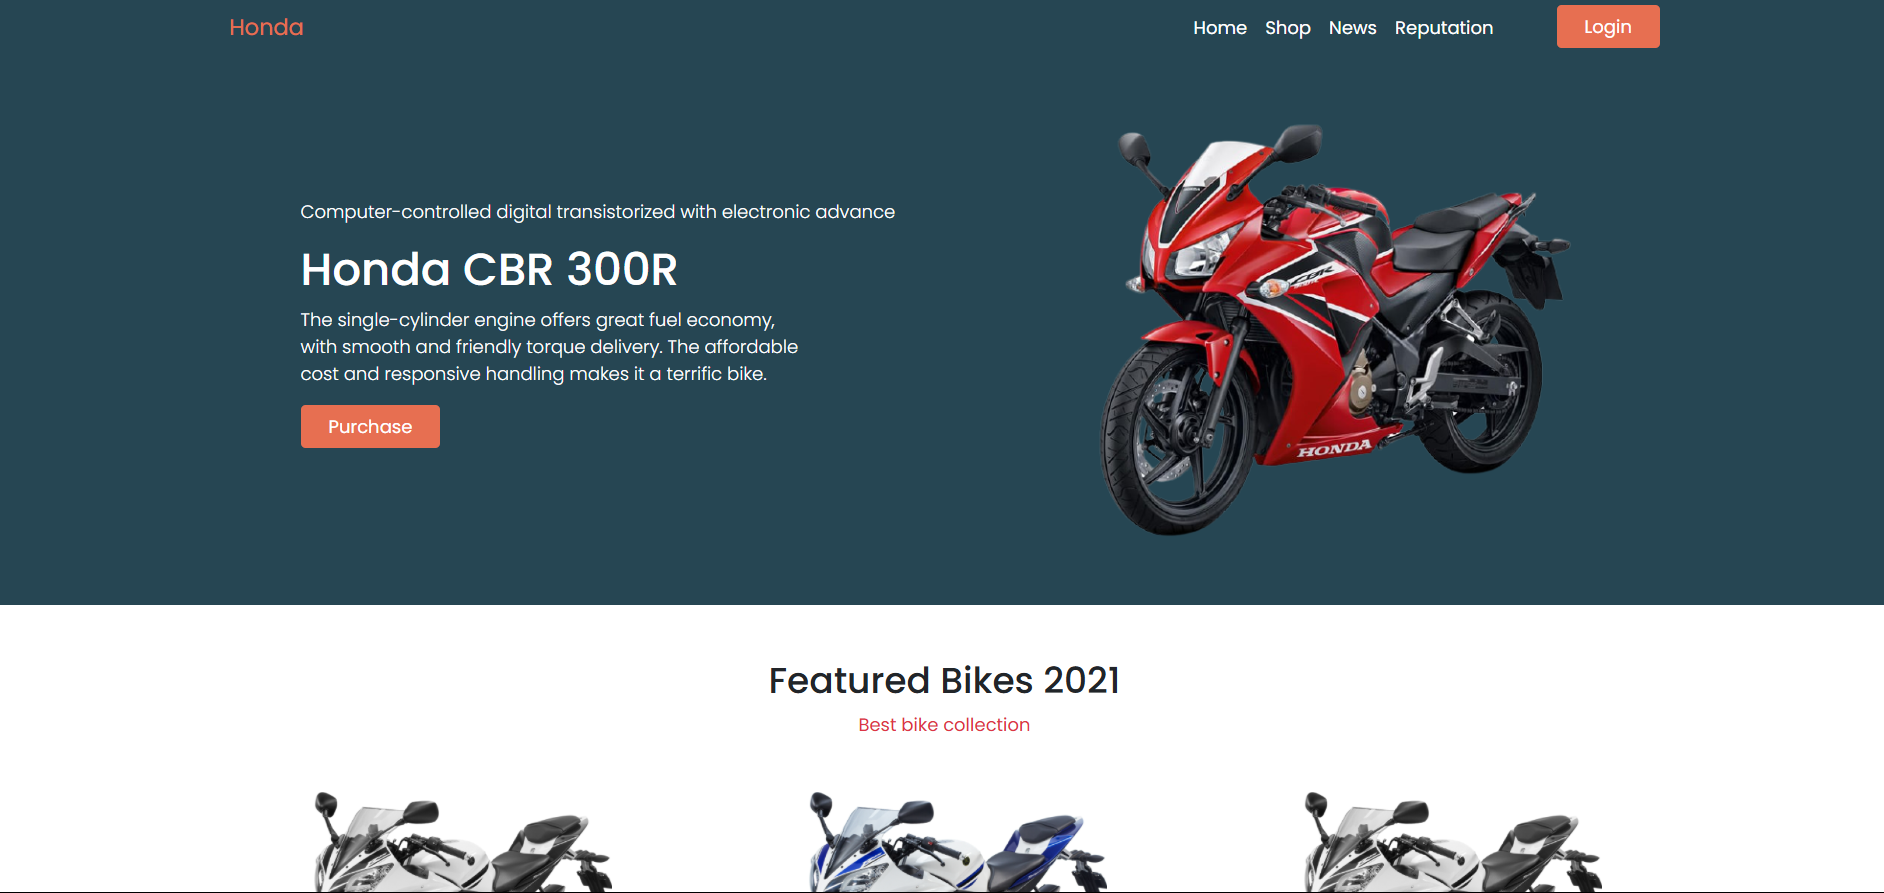 Honda
Home Shop News Reputation Login
Computer-controlled digital transistorized with electronic advance
Honda CBR 300R
The single-cylinder engine offers great fuel economy,
with smooth and friendly torque delivery. The affordable
cost and responsive handling makes it a terrific bike.
Purchase
CBR
HONDA
Featured Bikes 2021
Best bike collection